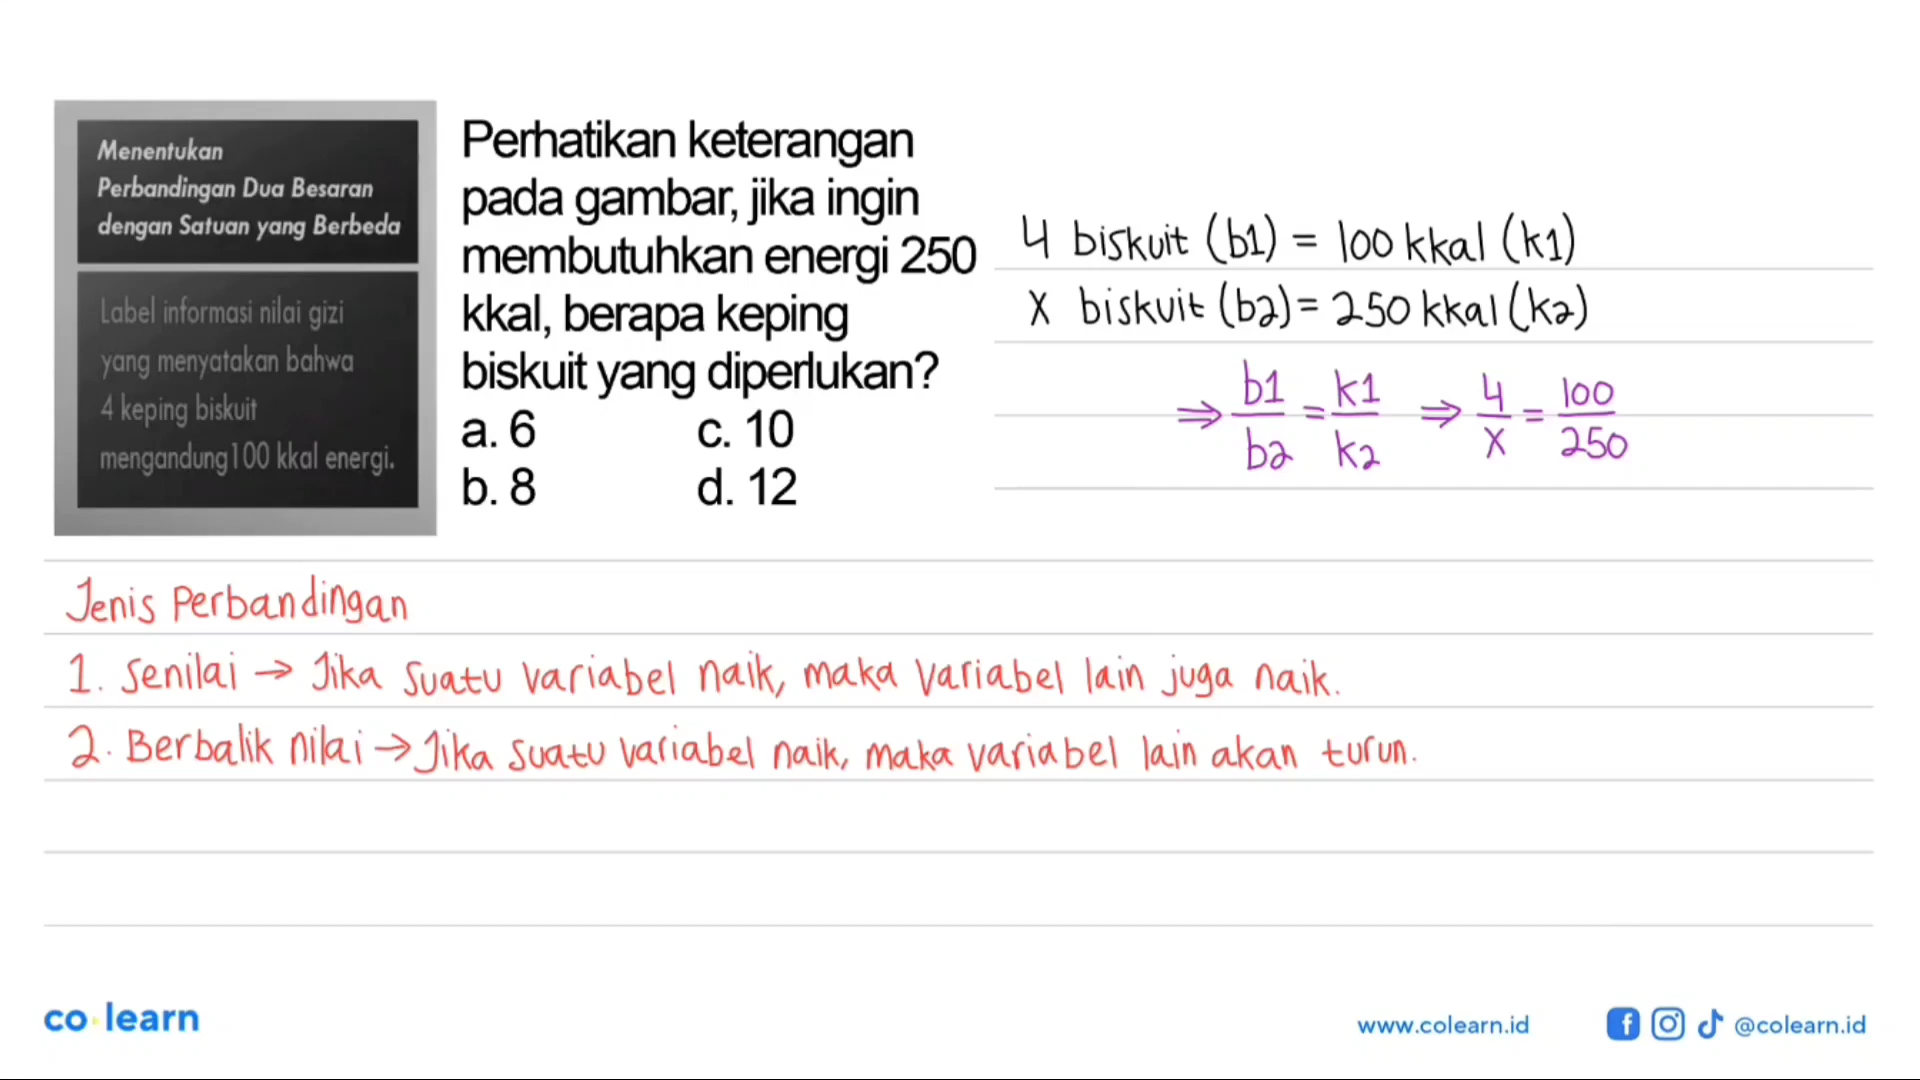 Menentukan
Perbandingan Dua Besaran
dengan Satuan yang Berbeda
Label informasi nilai gizi
yang menyatakan bahwa
4 keping biskuit
mengandung100 kkal energi.
Perhatikan keterangan
pada gambar, jika ingin
membutuhkan energi 250
kkal, berapa keping
biskuit yang diperlukan?
a. 6 c. 10
b. 8 d. 12
4 biskuit (b1) = 100 kkal (k1)
x biskuit (b2) = 250 kkal (k2)
⇒ b1/b2 = k1/k2 ⇒ 4/x = 100/250
Jenis Perbandingan
1. Senilai → Jika suatu variabel naik, maka variabel lain juga naik.
2. Berbalik nilai → Jika suatu variabel naik, maka variabel lain akan turun.
co learn
www.colearn.id @colearn.id